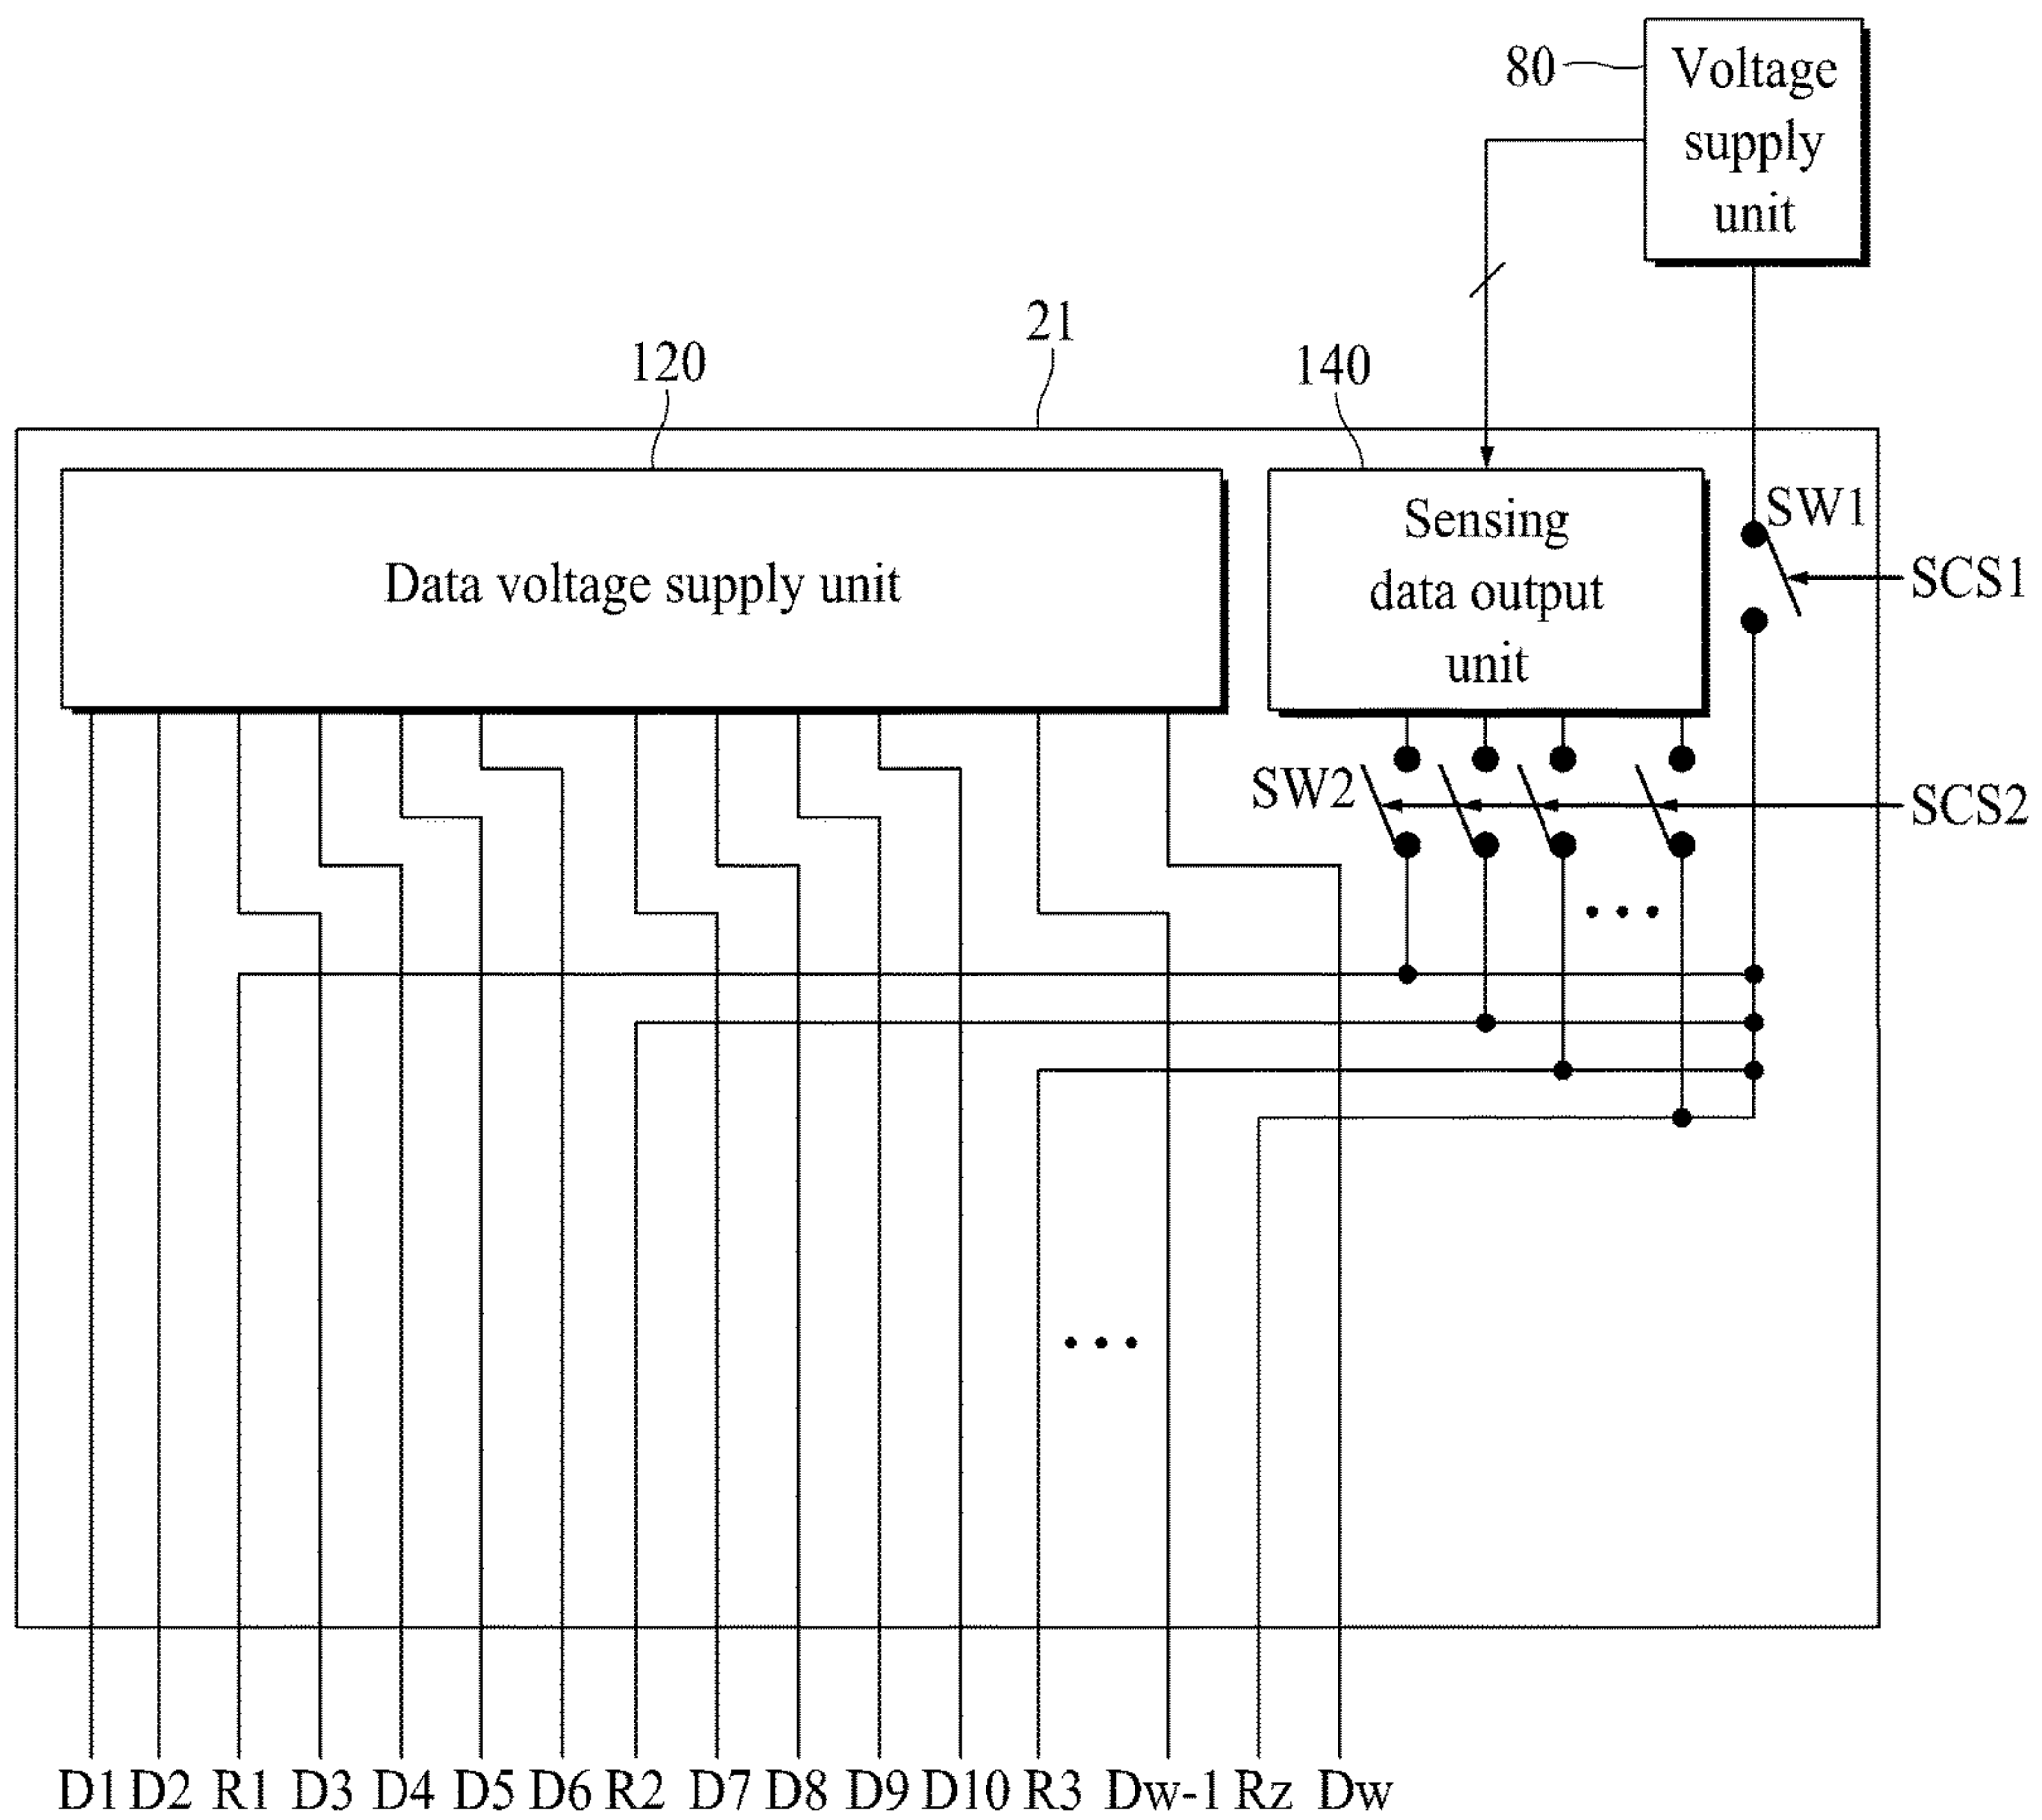 80
Voltage
supply
unit
21
120
140
Data voltage supply unit
Sensing
data output
unit
SW1
SCS1
SW2
SCS2
D1 D2 R1 D3 D4 D5 D6 R2 D7 D8 D9 D10 R3 Dw-1 Rz Dw